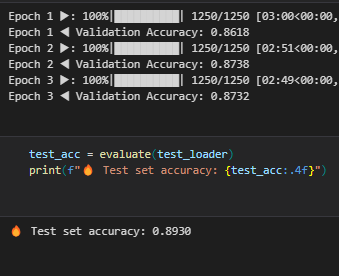 Epoch 1 ▶: 100%|██████████| 1250/1250 [03:00<00:00,
Epoch 1 ◀ Validation Accuracy: 0.8618
Epoch 2 ▶: 100%|██████████| 1250/1250 [02:51<00:00,
Epoch 2 ◀ Validation Accuracy: 0.8738
Epoch 3 ▶: 100%|██████████| 1250/1250 [02:49<00:00,
Epoch 3 ◀ Validation Accuracy: 0.8732
test_acc = evaluate(test_loader)
print(f"🔥 Test set accuracy: {test_acc:.4f}")
🔥 Test set accuracy: 0.8930